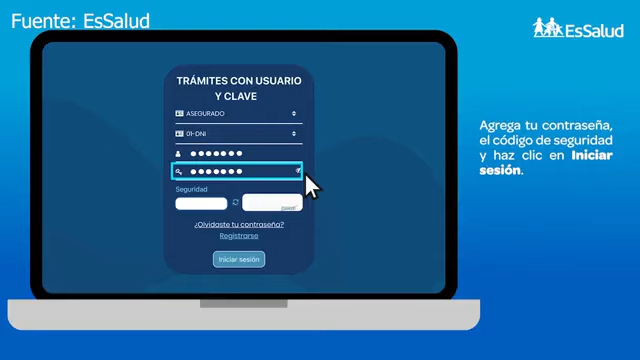 Fuente: EsSalud
EsSalud
TRÁMITES CON USUARIO
Y CLAVE
ASEGURADO
01-DNI
Seguridad
¿Olvidaste tu contraseña?
Registrarse
Iniciar sesión
Agrega tu contraseña,
el código de seguridad
y haz clic en Iniciar
sesión.